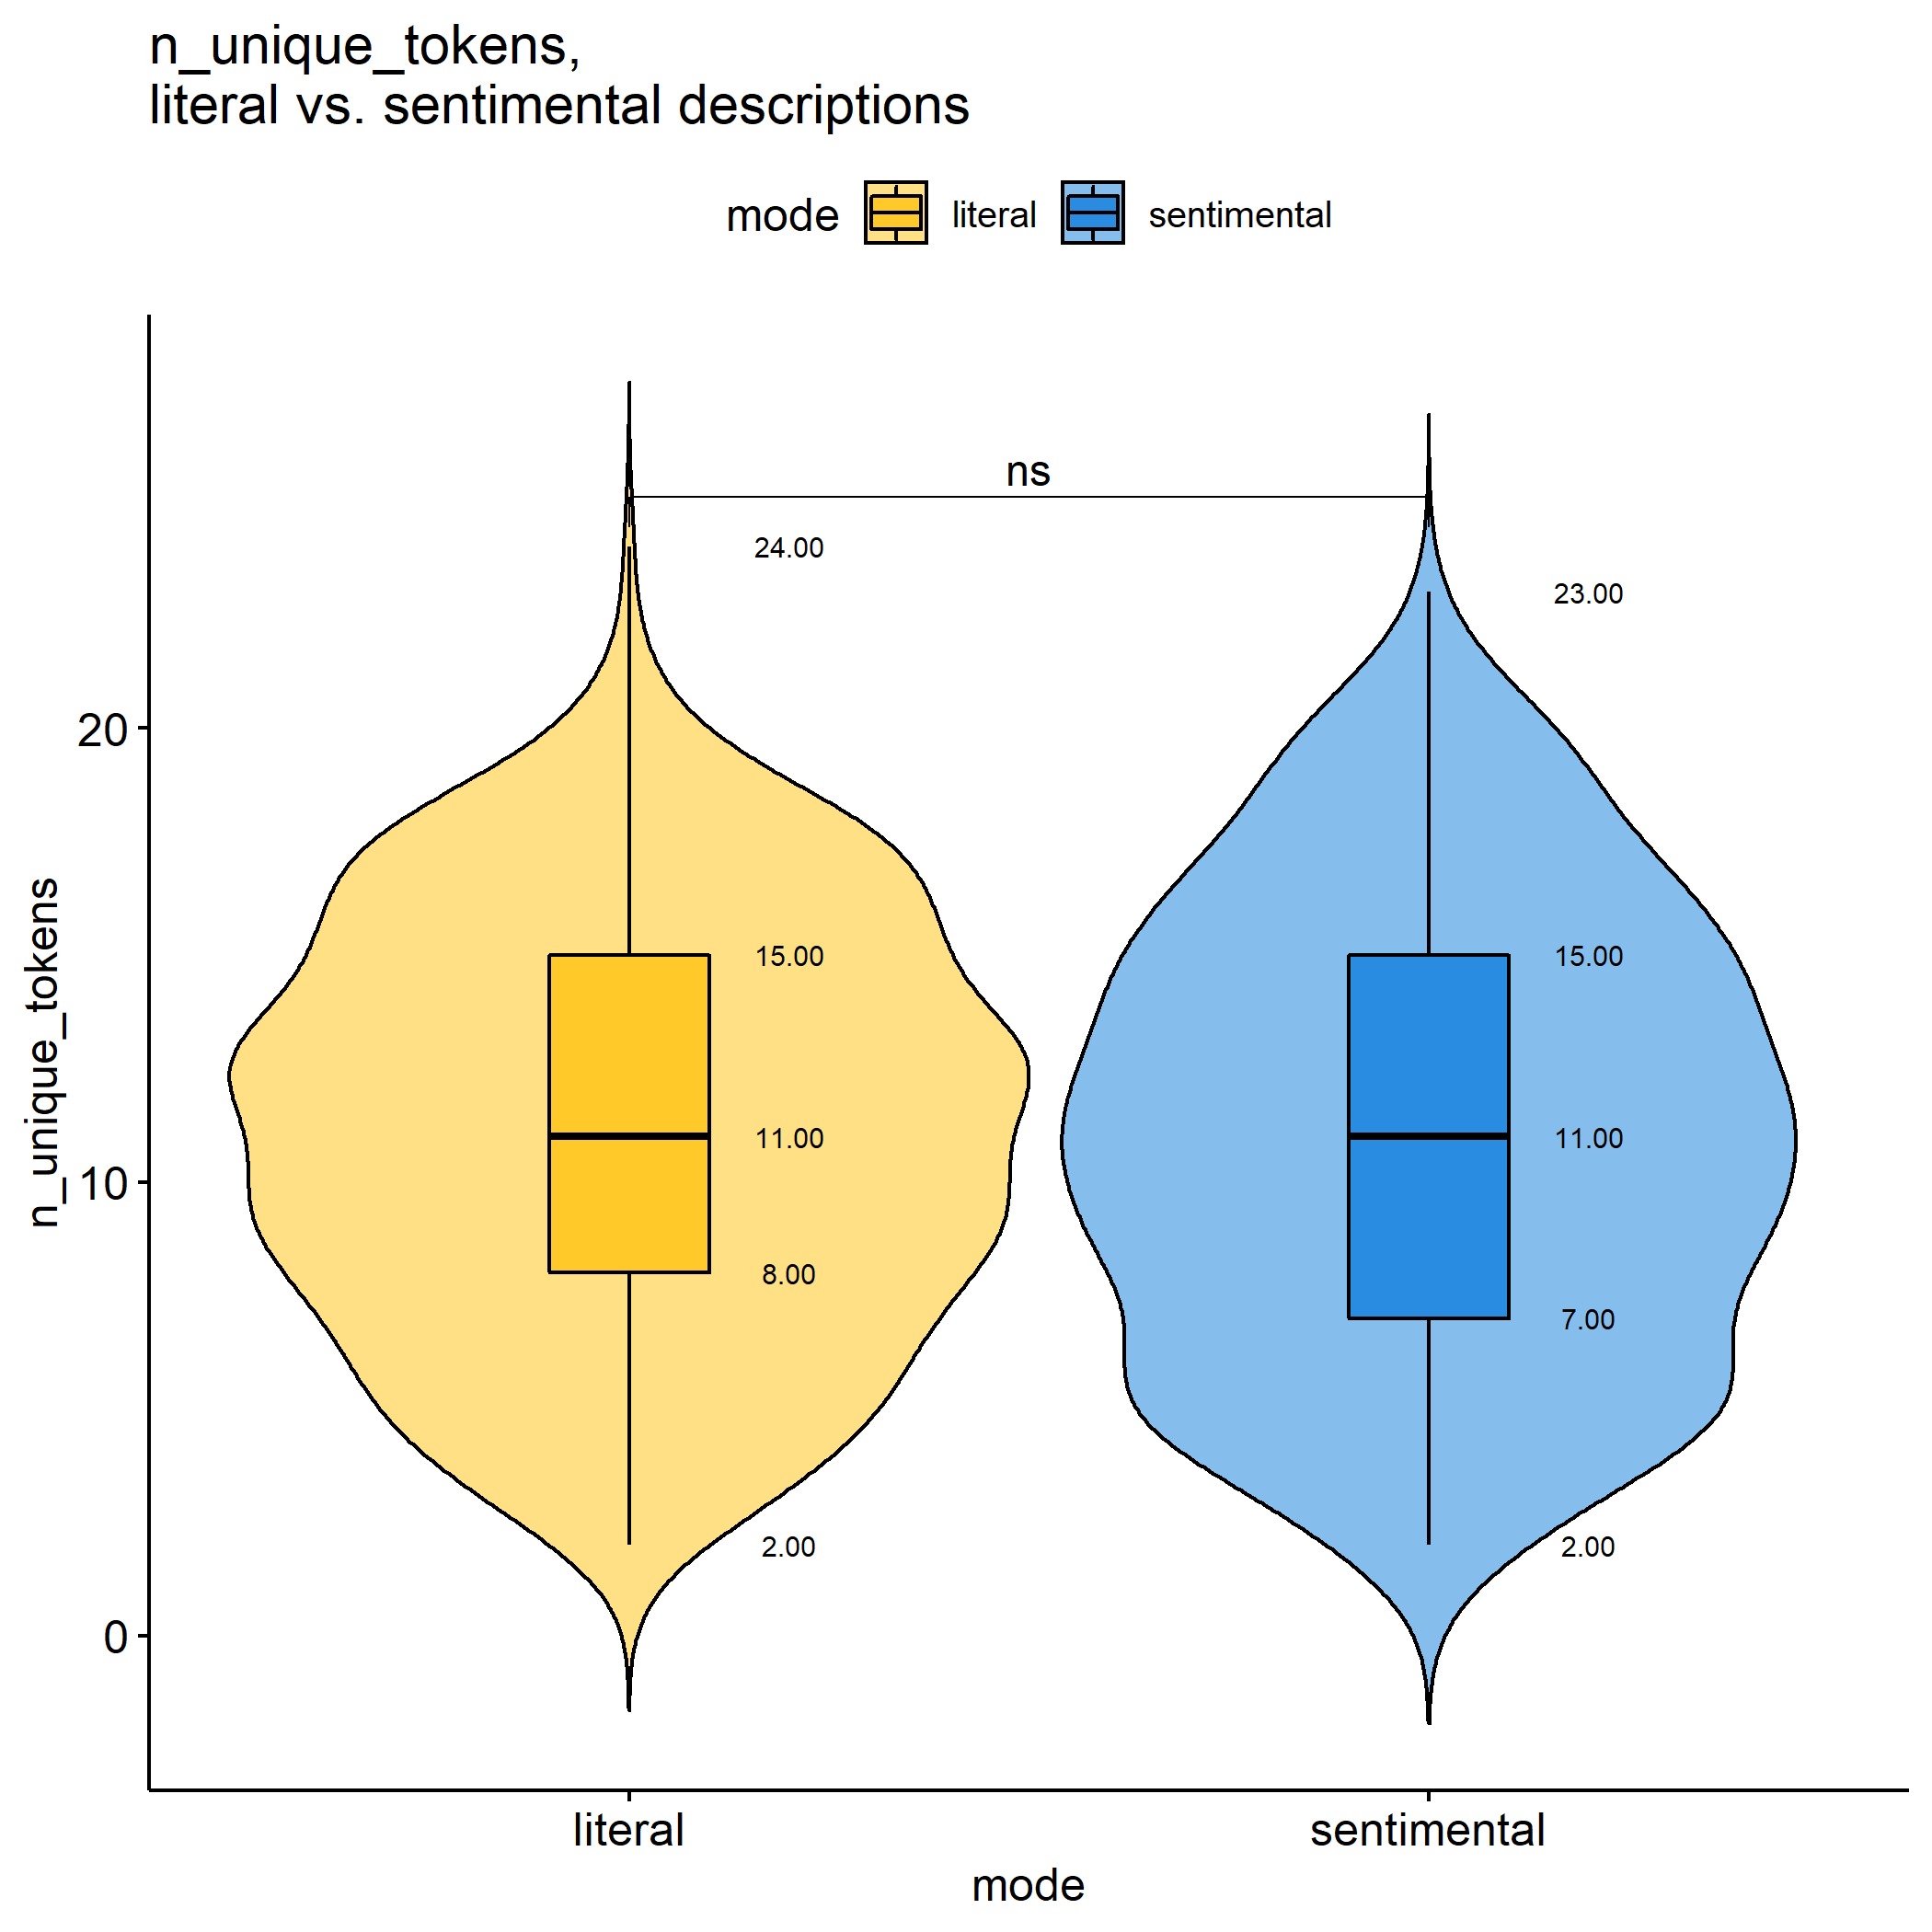 n_unique_tokens,
literal vs. sentimental descriptions
mode literal sentimental
ns
24.00
23.00
20
15.00 15.00
n_unique_tokens
11.00 11.00
10
8.00
7.00
2.00 2.00
0
literal sentimental
mode